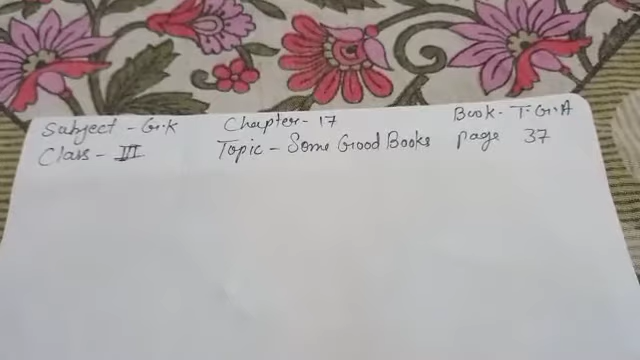 Subject - G.K Chapter - 17 Book - T.G.A
Class - III Topic - Some Good Books page 37